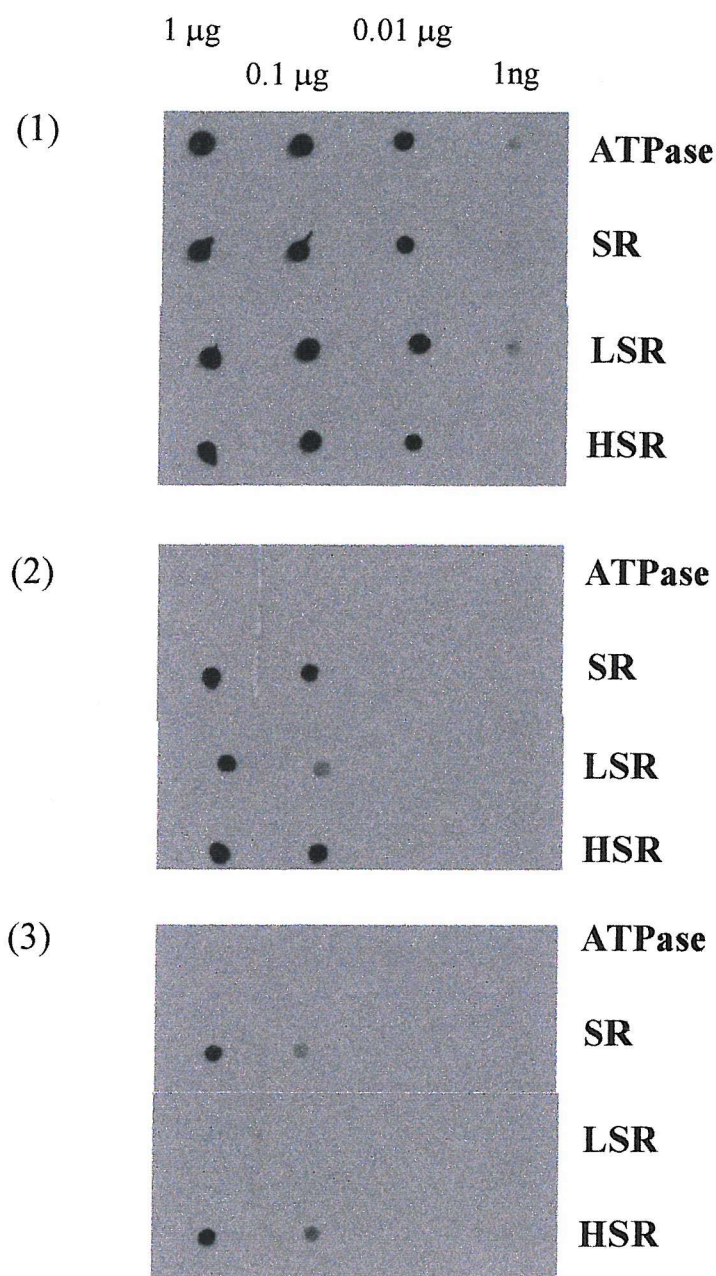 1 μg
0.01 μg
0.1 μg
1ng
(1)
ATPase
SR
LSR
HSR
(2)
ATPase
SR
LSR
HSR
(3)
ATPase
SR
LSR
HSR